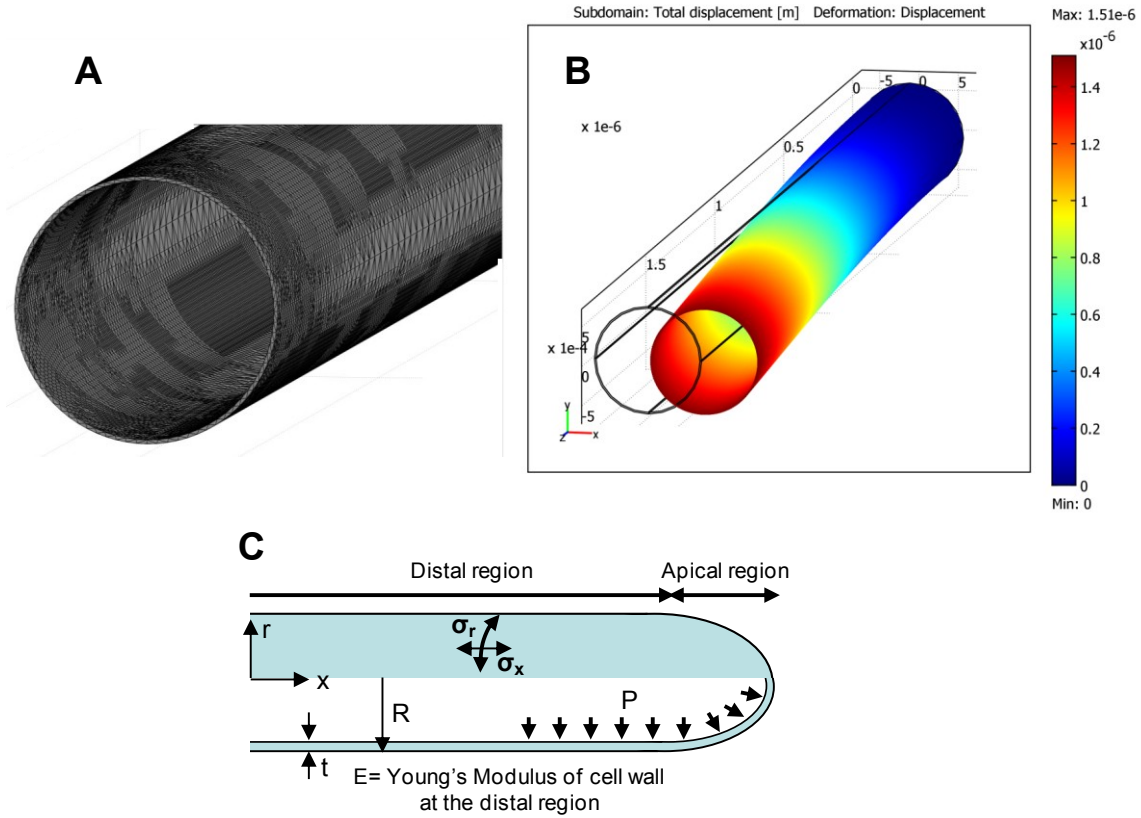 Subdomain: Total displacement [m] Deformation: Displacement
Max: 1.51e-6
A
B
x10⁻⁶
x 1e-6
0
-5
0
5
0.5
1
1.5
5
x 1e-4
0
-5
y
z
x
1.4
1.2
1
0.8
0.6
0.4
0.2
0
Min: 0
C
Distal region
Apical region
r
σr
σx
x
R
P
t
E= Young's Modulus of cell wall
at the distal region